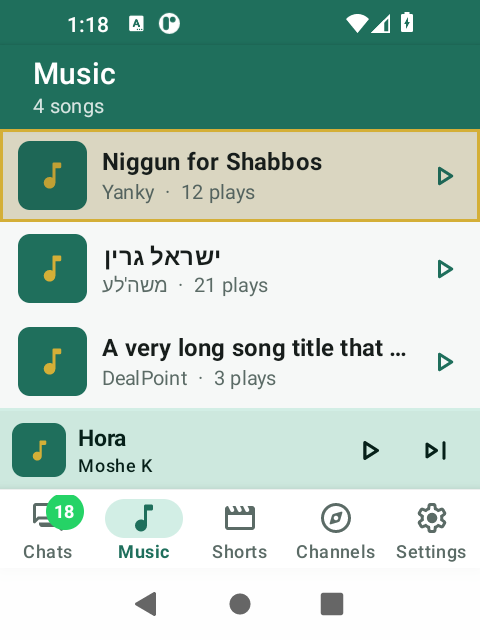 1:18
Music
4 songs
Niggun for Shabbos
Yanky · 12 plays
ישראל גרין
משה'לע · 21 plays
A very long song title that ...
DealPoint · 3 plays
Hora
Moshe K
18
Chats
Music
Shorts
Channels
Settings